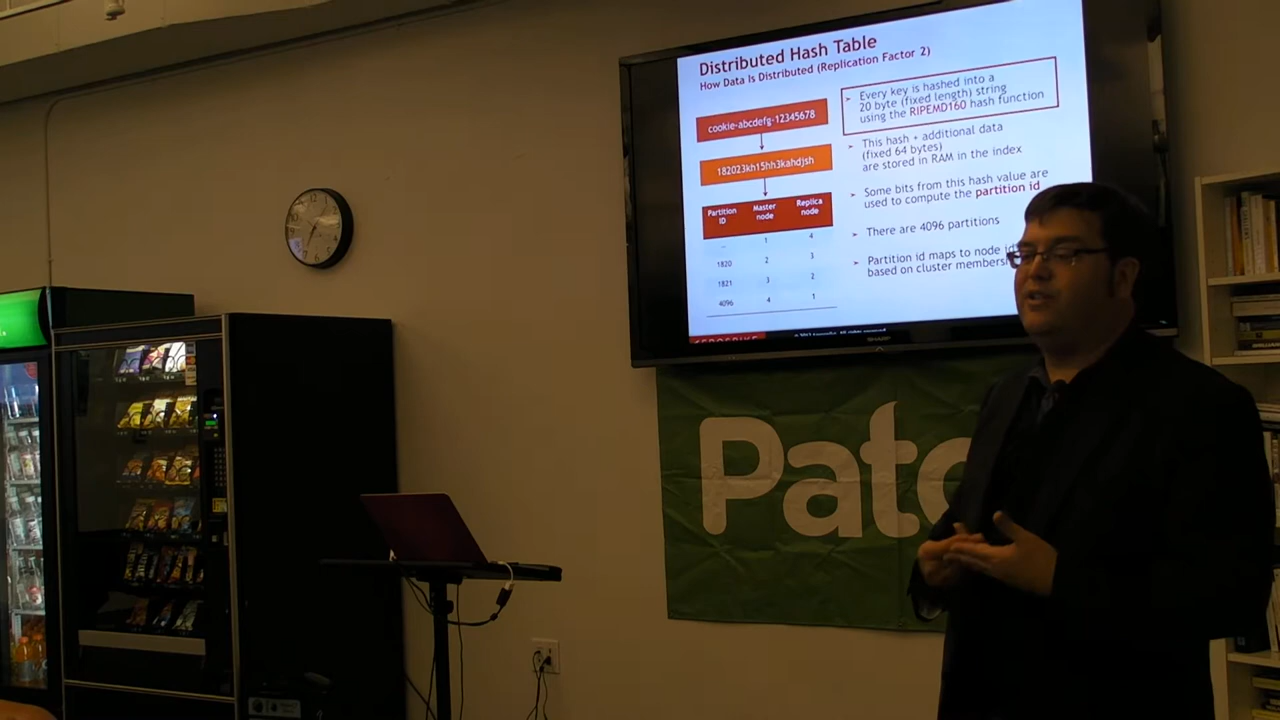 Distributed Hash Table
How Data Is Distributed (Replication Factor 2)
cookie-abcdefg-12345678
182023kh15hh3kahdjsh
Partition ID Master node Replica node
... 1 4
1820 2 3
1821 3 2
4096 4 1
➢ Every key is hashed into a
20 byte (fixed length) string
using the RIPEMD160 hash function
➢ This hash + additional data
(fixed 64 bytes)
are stored in RAM in the index
➢ Some bits from this hash value are
used to compute the partition id
➢ There are 4096 partitions
➢ Partition id maps to node id
based on cluster members
SHARP
Patc